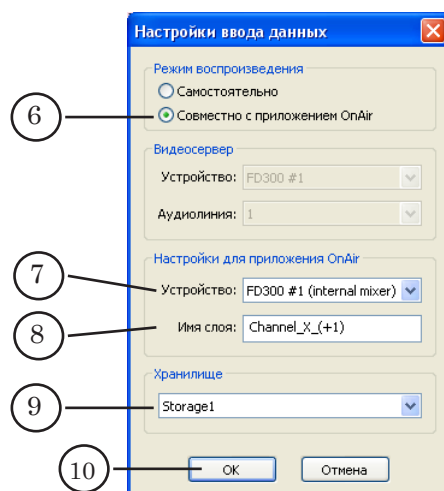 Настройки ввода данных
Режим воспроизведения
Самостоятельно
6
Совместно с приложением OnAir
Видеосервер
Устройство: FD300 #1
Аудиолиния: 1
Настройки для приложения OnAir
7
Устройство: FD300 #1 (internal mixer)
8
Имя слоя: Channel_X_(+1)
Хранилище
9
Storage1
10
OK Отмена